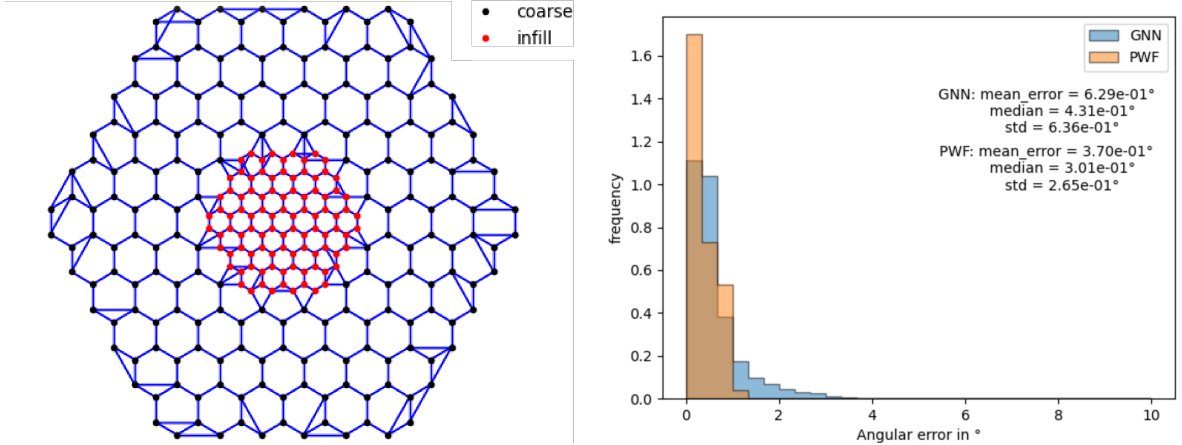 coarse
infill
GNN
PWF
GNN: mean_error = 6.29e-01°
median = 4.31e-01°
std = 6.36e-01°
PWF: mean_error = 3.70e-01°
median = 3.01e-01°
std = 2.65e-01°
frequency
1.6
1.4
1.2
1.0
0.8
0.6
0.4
0.2
0.0
0
2
4
6
8
10
Angular error in °